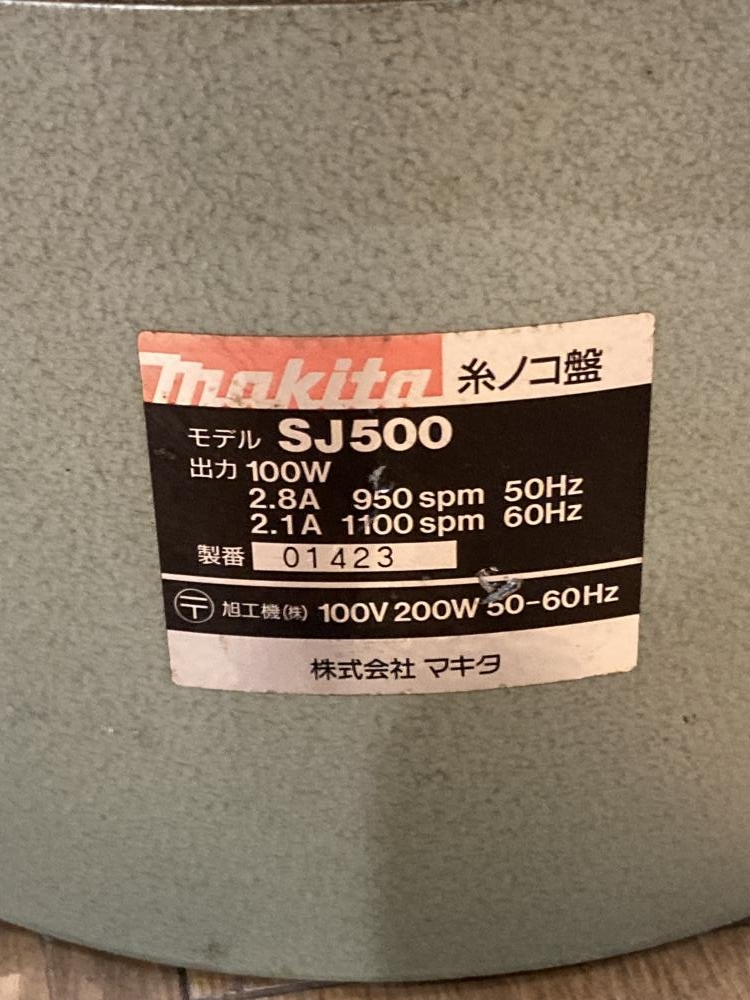 makita 糸ノコ盤
モデル SJ500
出力 100W
2.8A 950 spm 50Hz
2.1A 1100 spm 60Hz
製番 01423
〒 旭工機(株) 100V 200W 50-60Hz
株式会社 マキタ